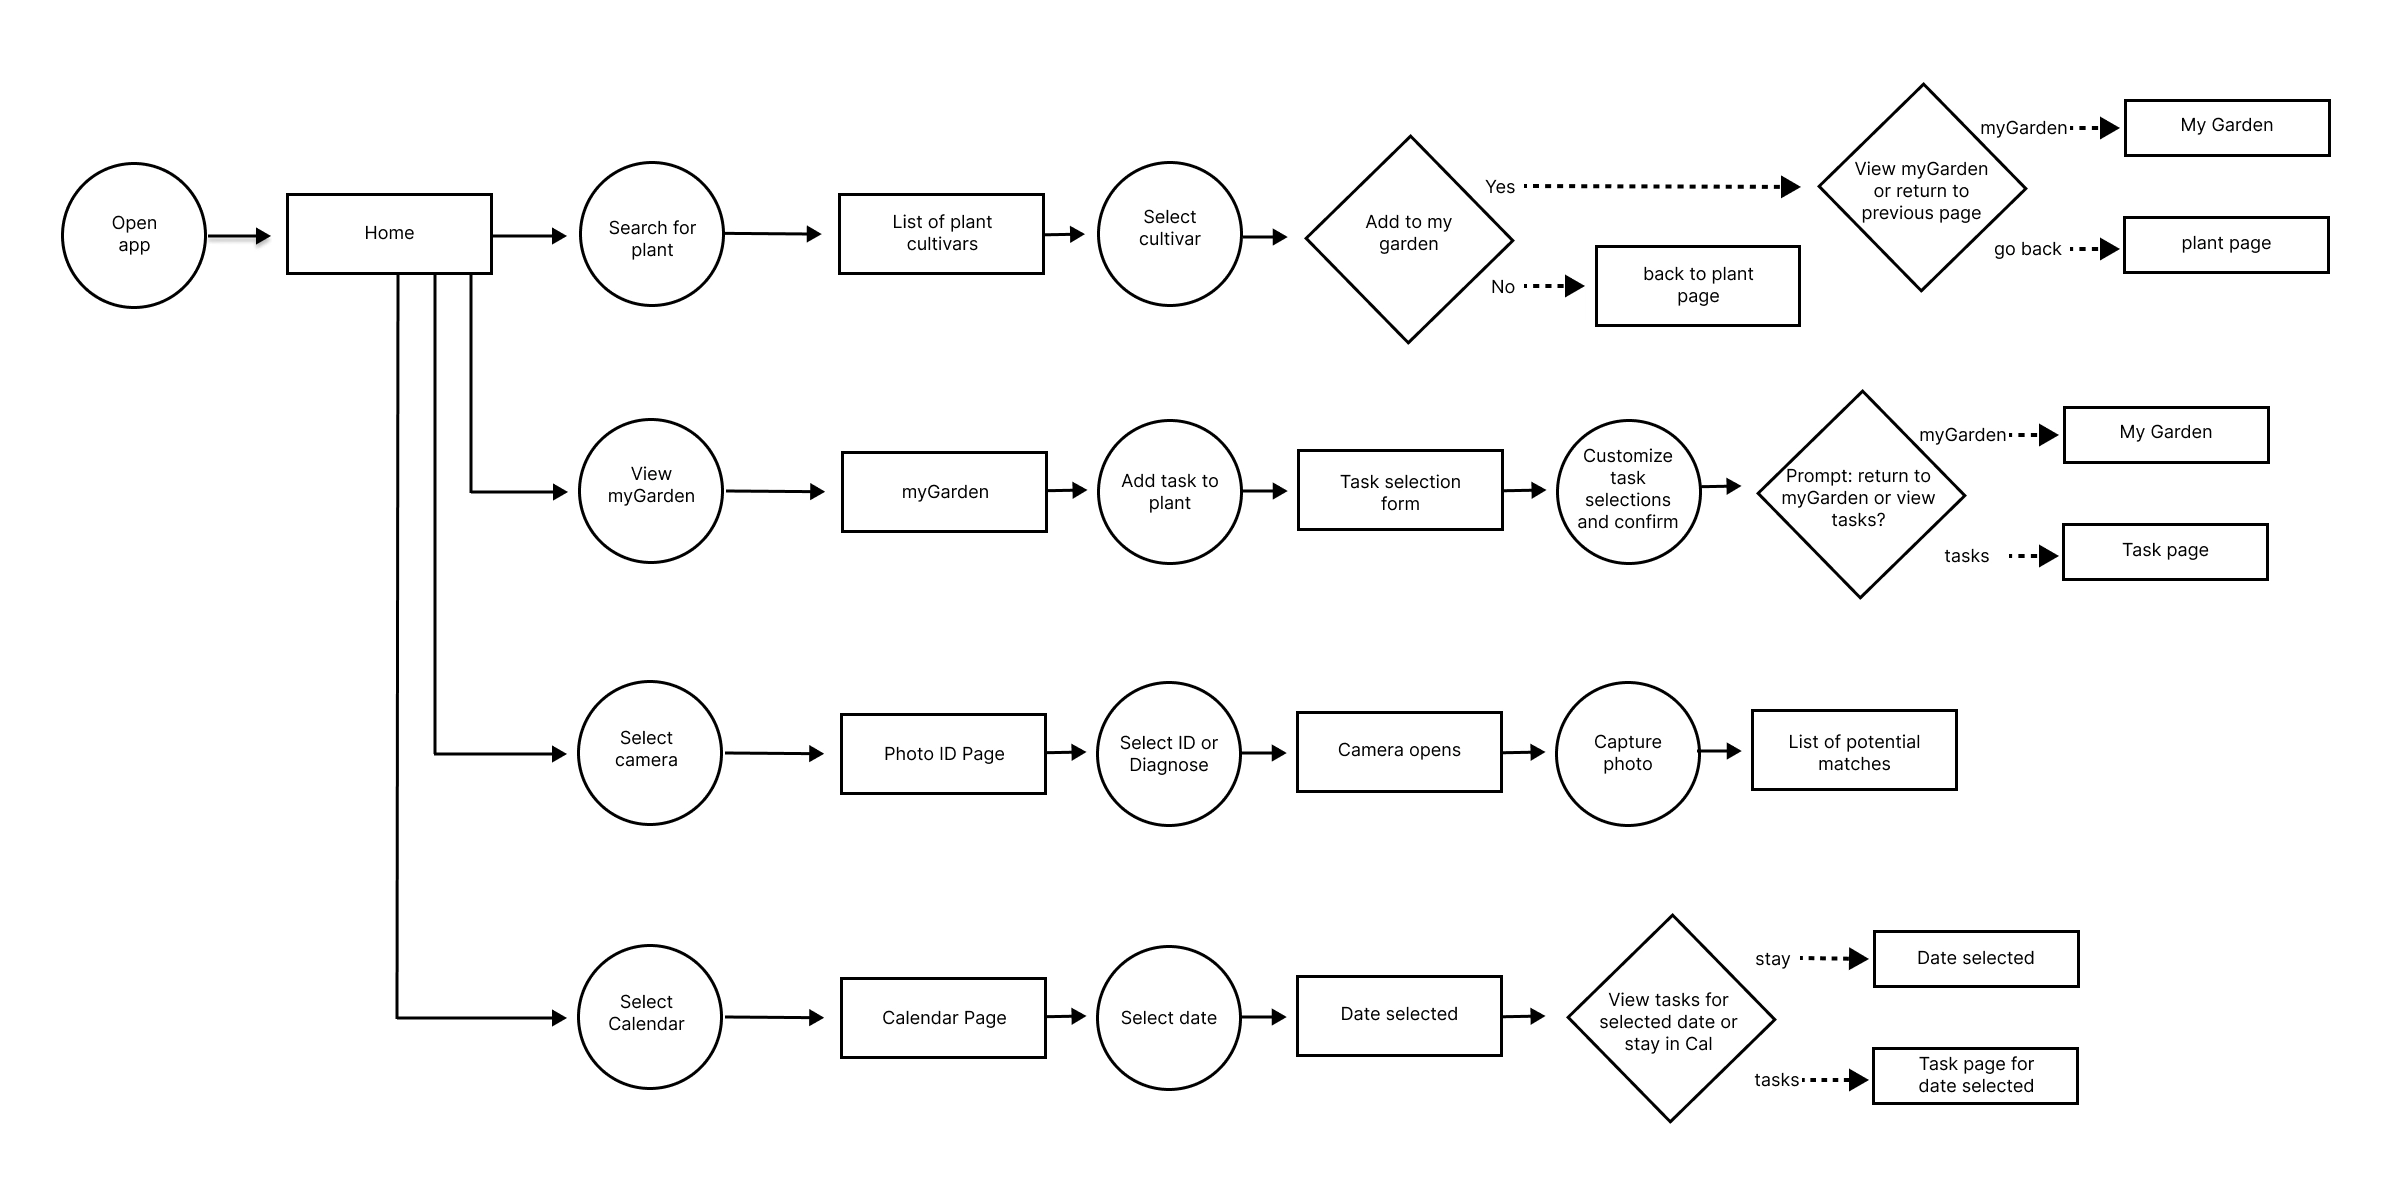 Open
app
Home
Search for
plant
List of plant
cultivars
Select
cultivar
Add to my
garden
Yes
No
back to plant
page
View myGarden
or return to
previous page
myGarden
My Garden
go back
plant page
View
myGarden
myGarden
Add task to
plant
Task selection
form
Customize
task
selections
and confirm
Prompt: return to
myGarden or view
tasks?
myGarden
My Garden
tasks
Task page
Select
camera
Photo ID Page
Select ID or
Diagnose
Camera opens
Capture
photo
List of potential
matches
Select
Calendar
Calendar Page
Select date
Date selected
View tasks for
selected date or
stay in Cal
stay
Date selected
tasks
Task page for
date selected